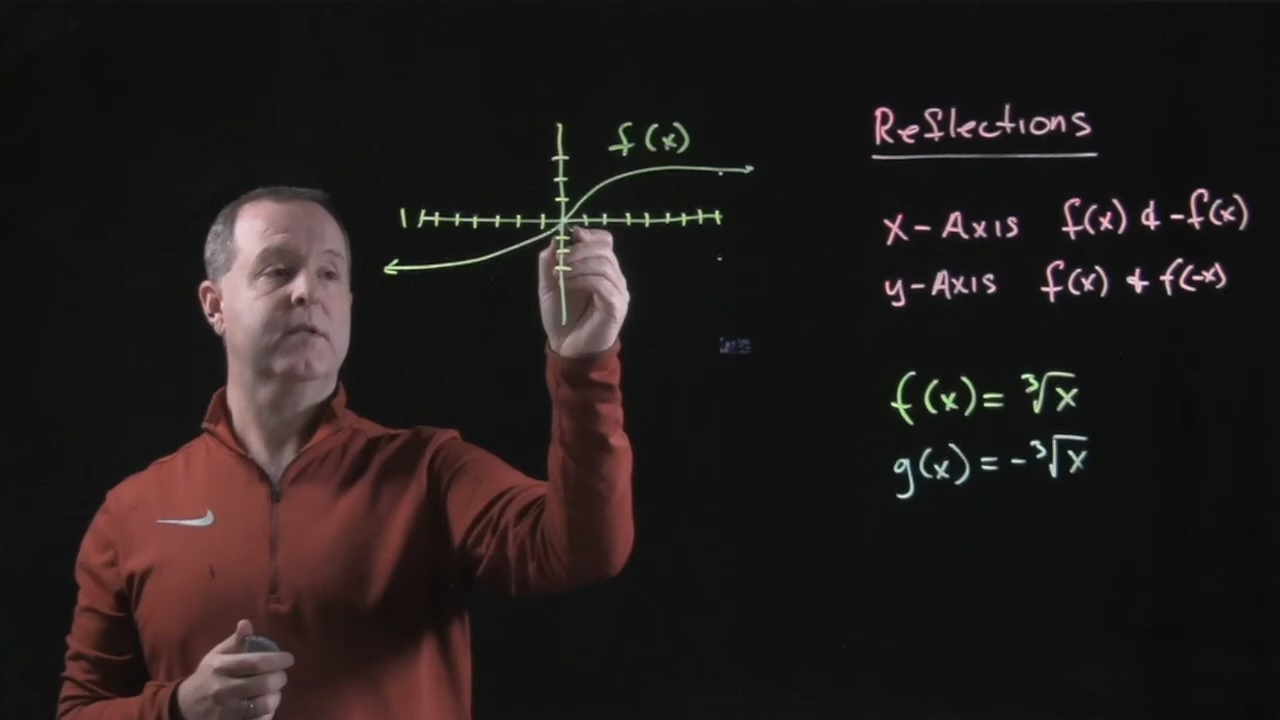 f(x)
Reflections
x-Axis f(x) & -f(x)
y-Axis f(x) & f(-x)
f(x) = ³√x
g(x) = -³√x